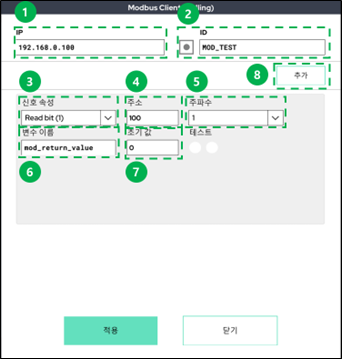 Modbus Client
lling)
1
2
IP
ID
192.168.0.100
MOD_TEST
8
추가
3
4
5
신호 속성
주소
주파수
Read bit (1)
100
1
변수 이름
초기 값
테스트
mod_return_value
0
6
7
적용
닫기